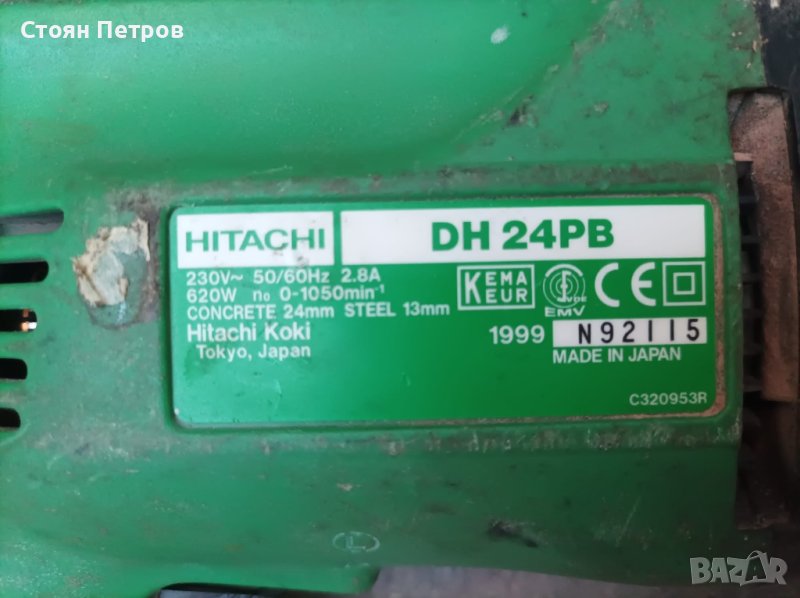 Стоян Петров
HITACHI DH 24PB
230V~ 50/60Hz 2.8A
620W no 0-1050min-1
CONCRETE 24mm STEEL 13mm
KEMA
KEUR
VDE
EMV
CE
Hitachi Koki
Tokyo, Japan
1999 N92115
MADE IN JAPAN
C320953R
L
BAZAR